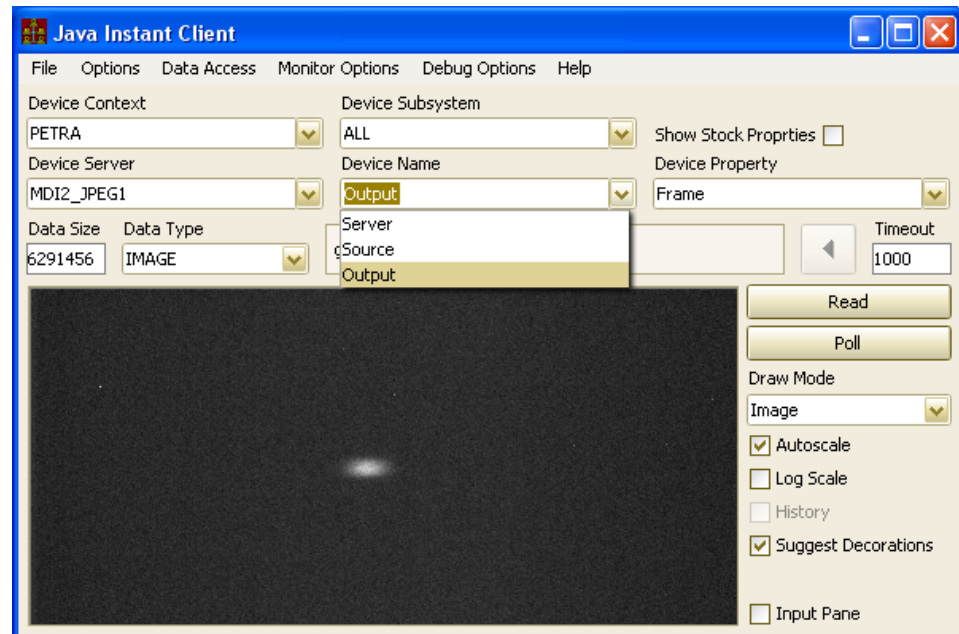 Java Instant Client
File Options Data Access Monitor Options Debug Options Help
Device Context Device Subsystem
PETRA ALL Show Stock Proprties
Device Server Device Name Device Property
MDI2_JPEG1 Output Frame
Data Size Data Type Server Timeout
6291456 IMAGE Source 1000
Output
Read
Poll
Draw Mode
Image
Autoscale
Log Scale
History
Suggest Decorations
Input Pane